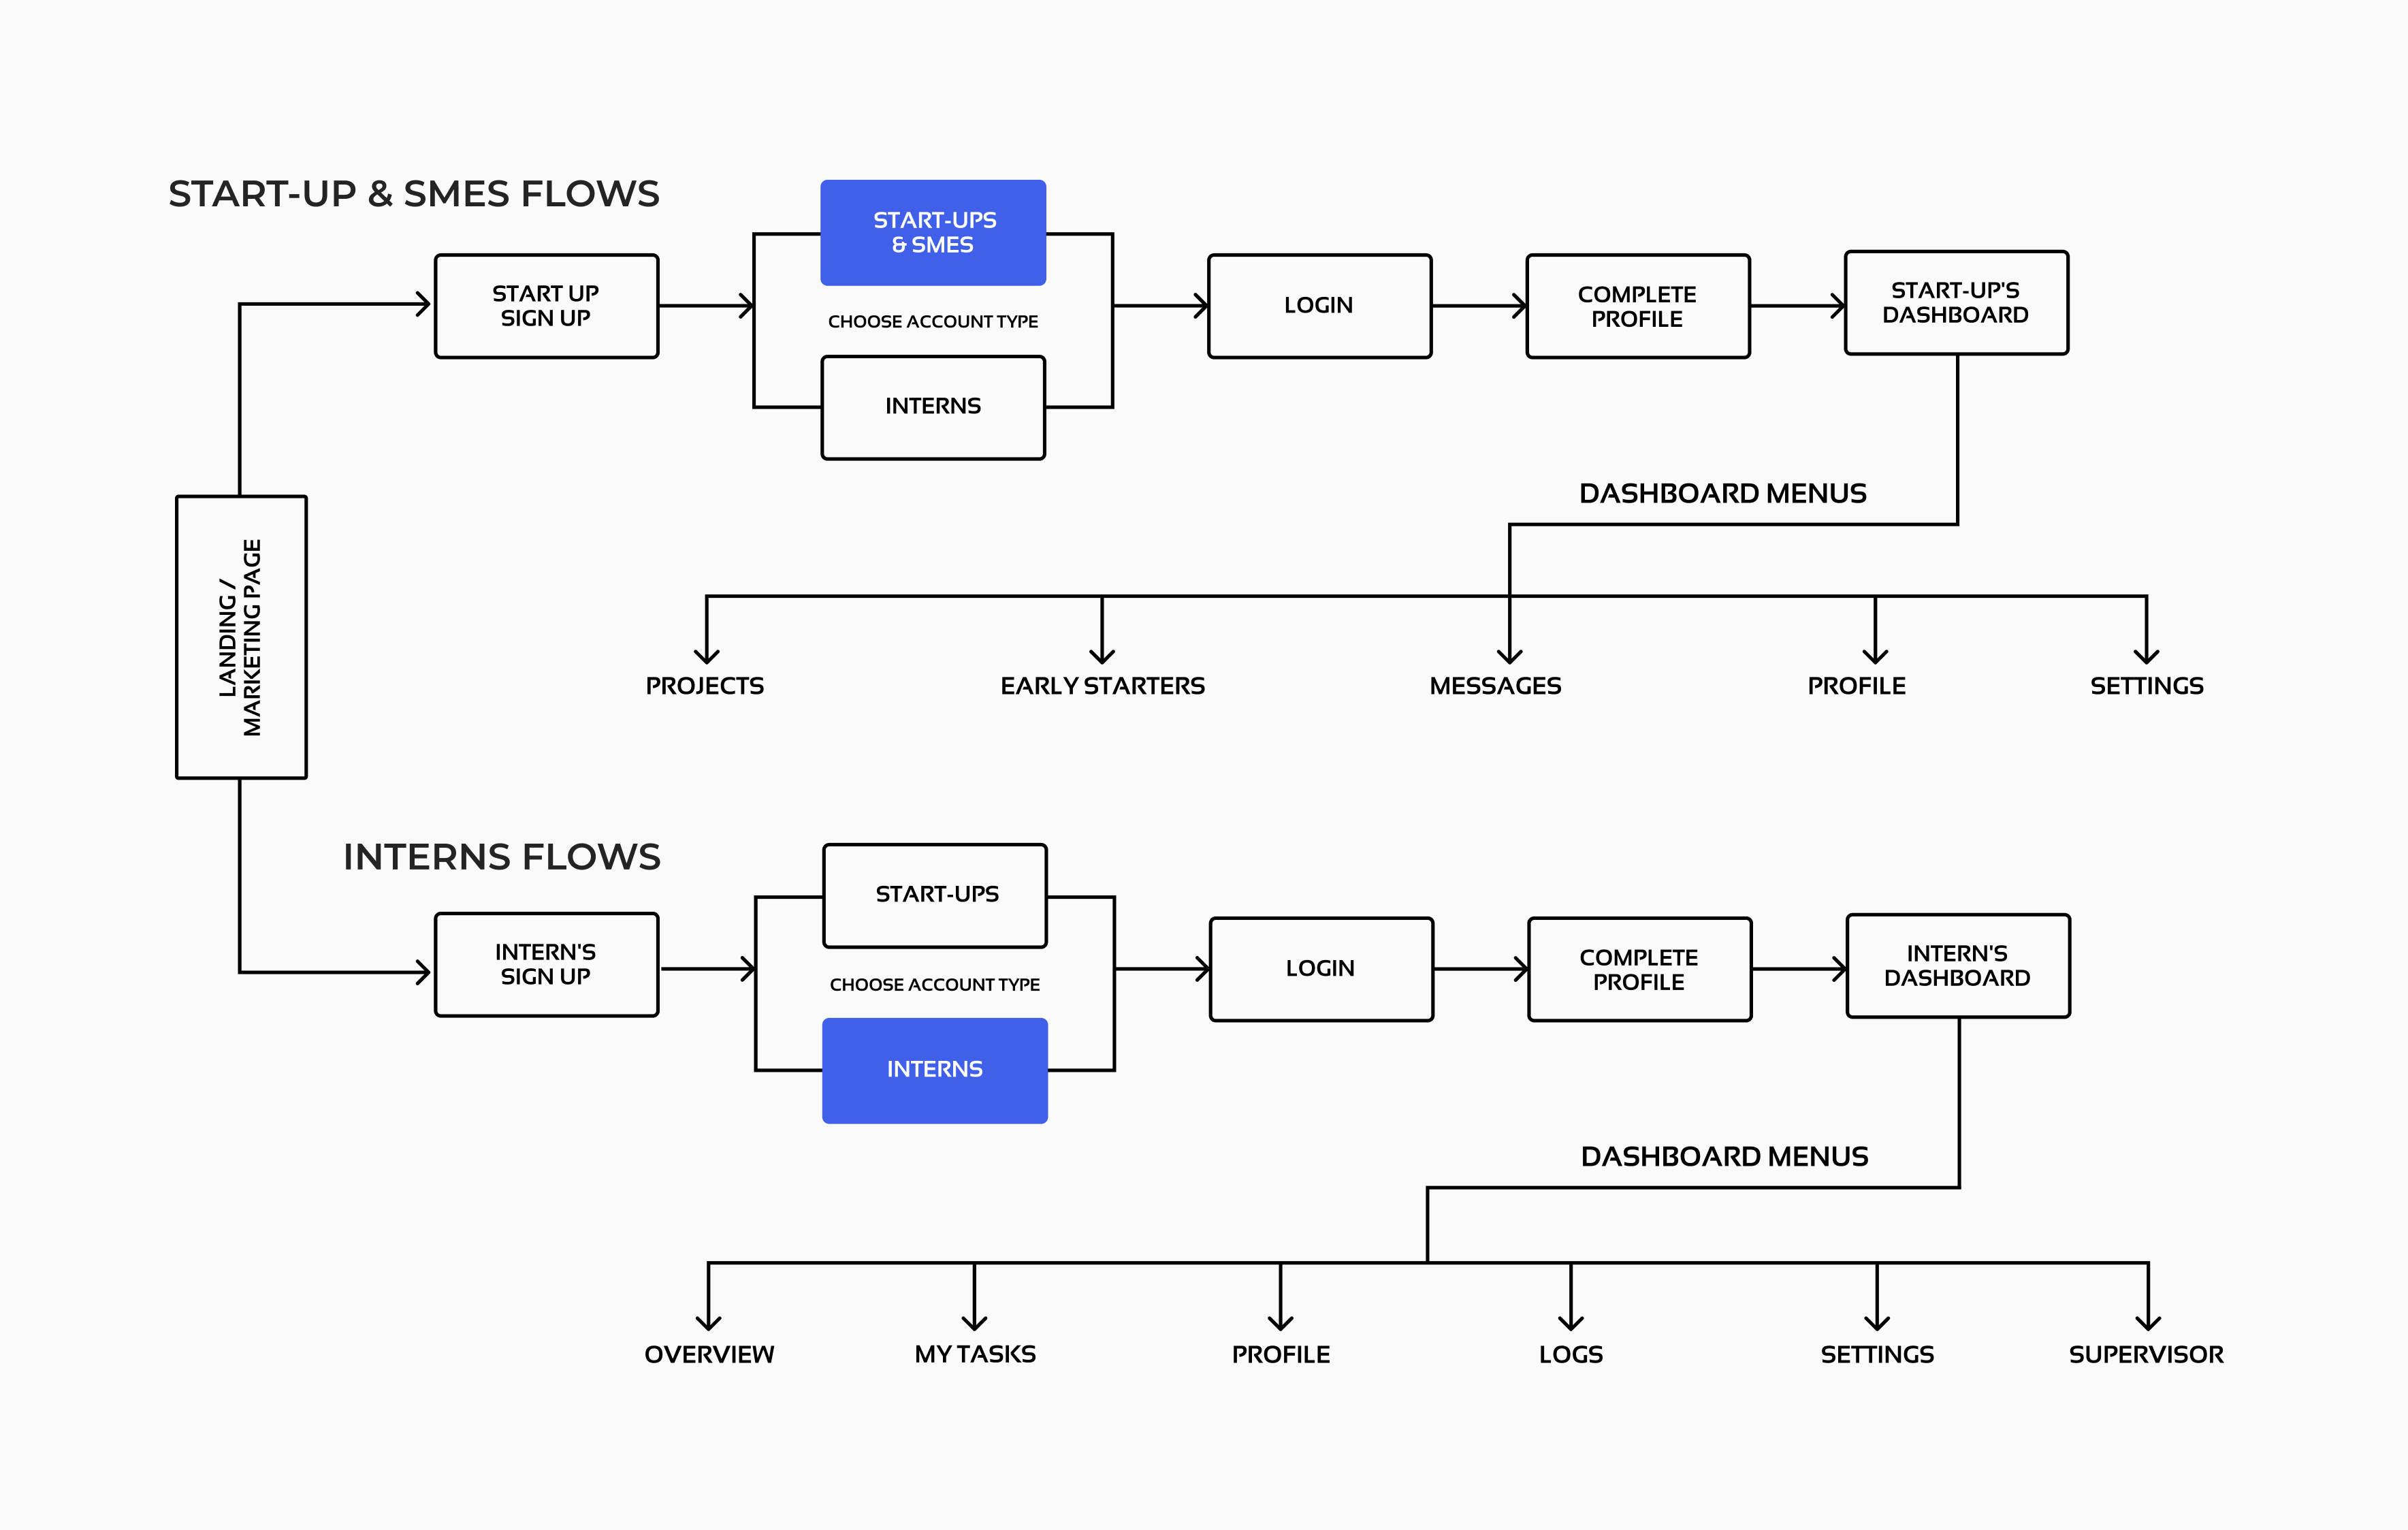 START-UP & SMES FLOWS
START-UPS
& SMES
START UP
SIGN UP
CHOOSE ACCOUNT TYPE
INTERNS
LOGIN
COMPLETE
PROFILE
START-UP'S
DASHBOARD
DASHBOARD MENUS
PROJECTS
EARLY STARTERS
MESSAGES
PROFILE
SETTINGS
LANDING /
MARKETING PAGE
INTERNS FLOWS
INTERN'S
SIGN UP
START-UPS
CHOOSE ACCOUNT TYPE
INTERNS
LOGIN
COMPLETE
PROFILE
INTERN'S
DASHBOARD
DASHBOARD MENUS
OVERVIEW
MY TASKS
PROFILE
LOGS
SETTINGS
SUPERVISOR